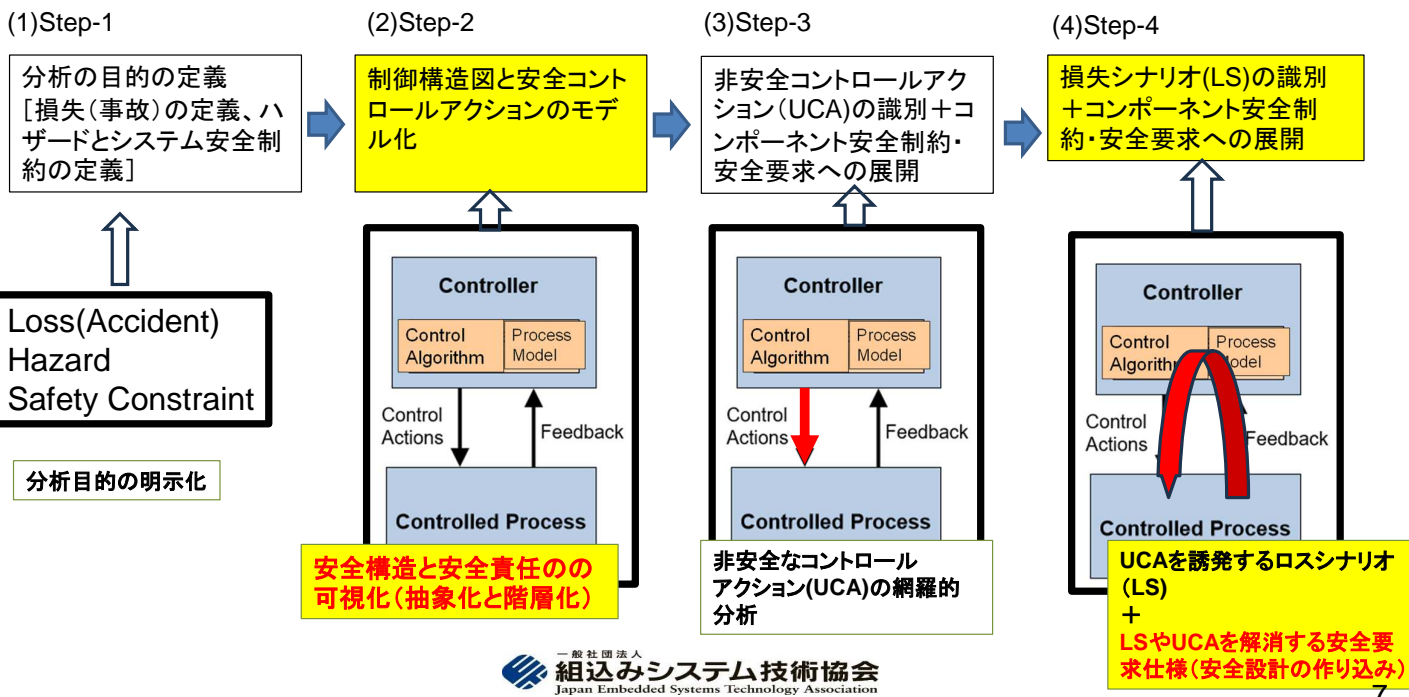 (1)Step-1
分析の目的の定義
[損失(事故)の定義、ハ
ザードとシステム安全制
約の定義]
Loss(Accident)
Hazard
Safety Constraint
分析目的の明示化
(2)Step-2
制御構造図と安全コント
ロールアクションのモデ
ル化
Controller
Control
Algorithm
Process
Model
Control
Actions
Feedback
Controlled Process
安全構造と安全責任のの
可視化(抽象化と階層化)
(3)Step-3
非安全コントロールアク
ション(UCA)の識別+コ
ンポーネント安全制約・
安全要求への展開
Controller
Control
Algorithm
Process
Model
Control
Actions
Feedback
Controlled Process
非安全なコントロール
アクション(UCA)の網羅的
分析
(4)Step-4
損失シナリオ(LS)の識別
+コンポーネント安全制
約・安全要求への展開
Controller
Control
Algorithm
Process
Model
Control
Actions
Feedback
Controlled Process
UCAを誘発するロスシナリオ
(LS)
+
LSやUCAを解消する安全要
求仕様(安全設計の作り込み)
一般社団法人
組込みシステム技術協会
Japan Embedded Systems Technology Association
7